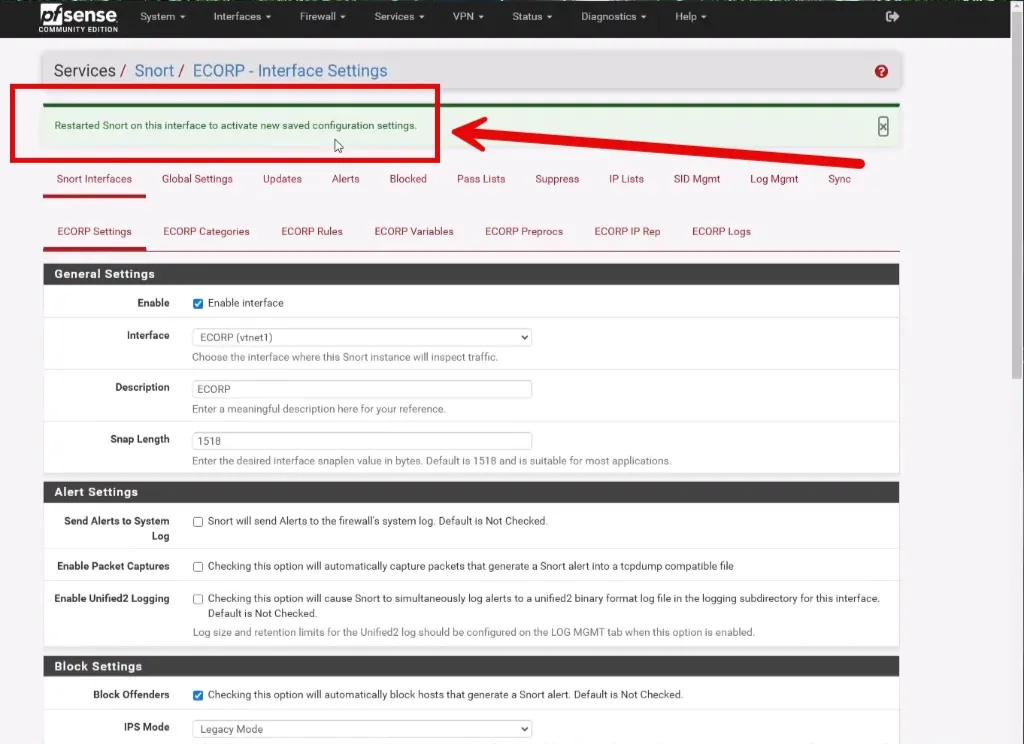 pfsense
COMMUNITY EDITION
System Interfaces Firewall Services VPN Status Diagnostics Help
Services / Snort / ECORP - Interface Settings
Restarted Snort on this interface to activate new saved configuration settings.
Snort Interfaces Global Settings Updates Alerts Blocked Pass Lists Suppress IP Lists SID Mgmt Log Mgmt Sync
ECORP Settings ECORP Categories ECORP Rules ECORP Variables ECORP Preprocs ECORP IP Rep ECORP Logs
General Settings
Enable Enable interface
Interface ECORP (vtnet1)
Choose the interface where this Snort instance will inspect traffic.
Description ECORP
Enter a meaningful description here for your reference.
Snap Length 1518
Enter the desired interface snaplen value in bytes. Default is 1518 and is suitable for most applications.
Alert Settings
Send Alerts to System Log Snort will send Alerts to the firewall's system log. Default is Not Checked.
Enable Packet Captures Checking this option will automatically capture packets that generate a Snort alert into a tcpdump compatible file
Enable Unified2 Logging Checking this option will cause Snort to simultaneously log alerts to a unified2 binary format log file in the logging subdirectory for this interface.
Default is Not Checked.
Log size and retention limits for the Unified2 log should be configured on the LOG MGMT tab when this option is enabled.
Block Settings
Block Offenders Checking this option will automatically block hosts that generate a Snort alert. Default is Not Checked.
IPS Mode Legacy Mode